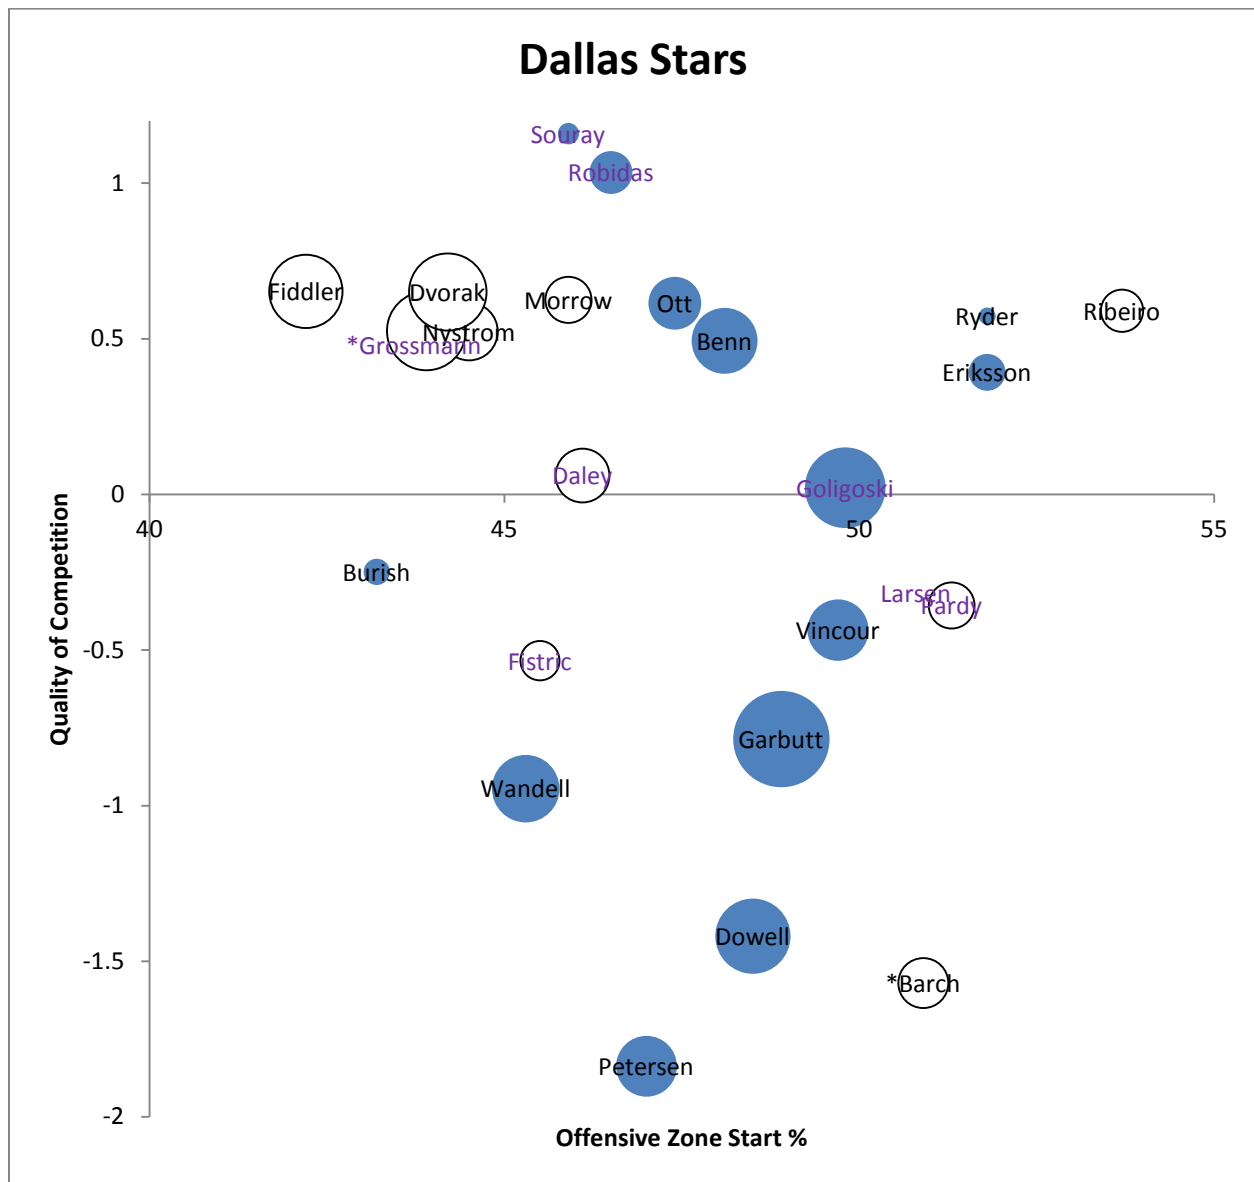 Dallas Stars
Souray
1
Robidas
Fiddler
Dvorak
Morrow
Ott
Ryder
Ribeiro
0.5
Nystrom
*Grossmann
Benn
Eriksson
Daley
Goligoski
0
40
45
50
55
Quality of Competition
Burish
Larsen
Pardy
Vincour
-0.5
Fistric
Garbutt
Wandell
-1
Dowell
-1.5
*Barch
Petersen
-2
Offensive Zone Start %